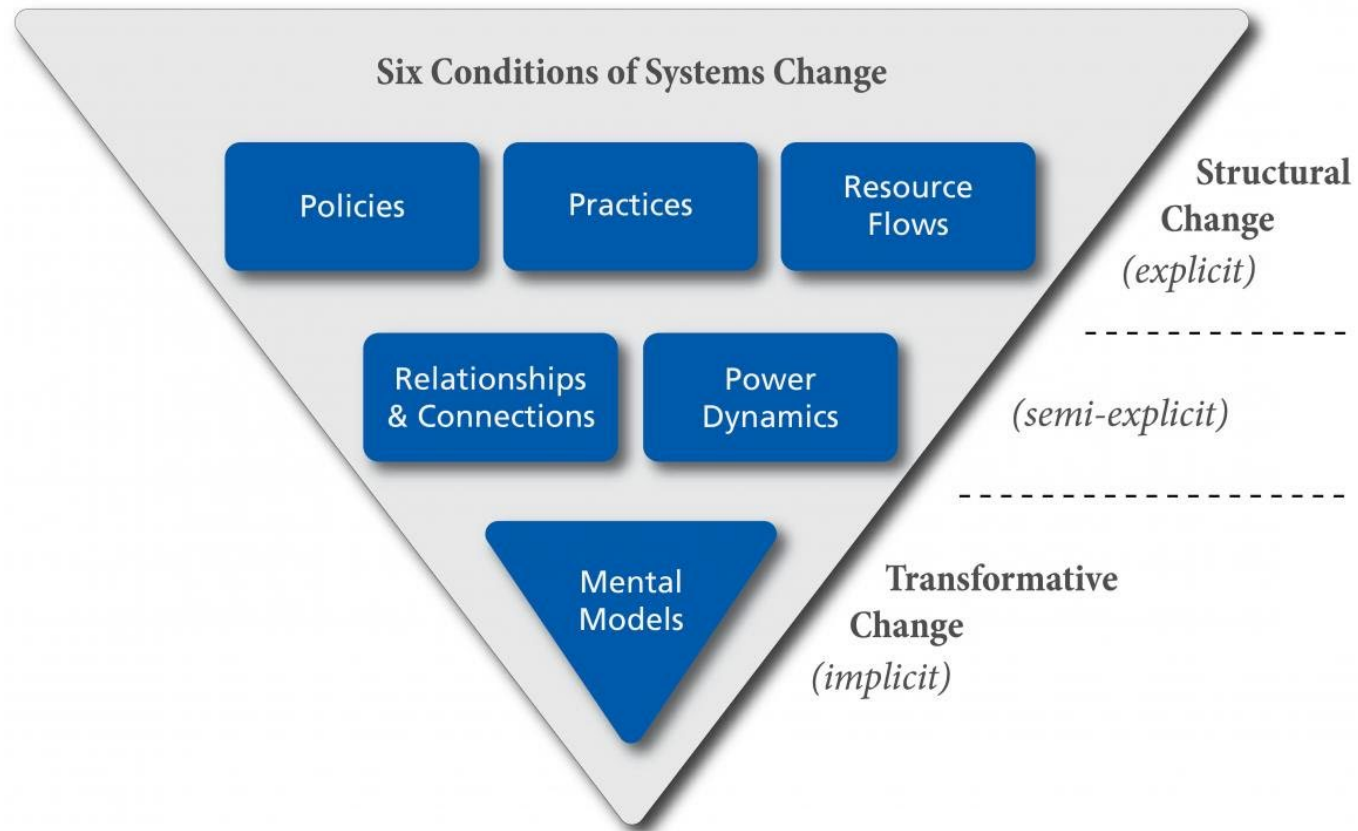 Six Conditions of Systems Change
Policies
Practices
Resource
Flows
Structural
Change
(explicit)
Relationships
& Connections
Power
Dynamics
(semi-explicit)
Mental
Models
Transformative
Change
(implicit)